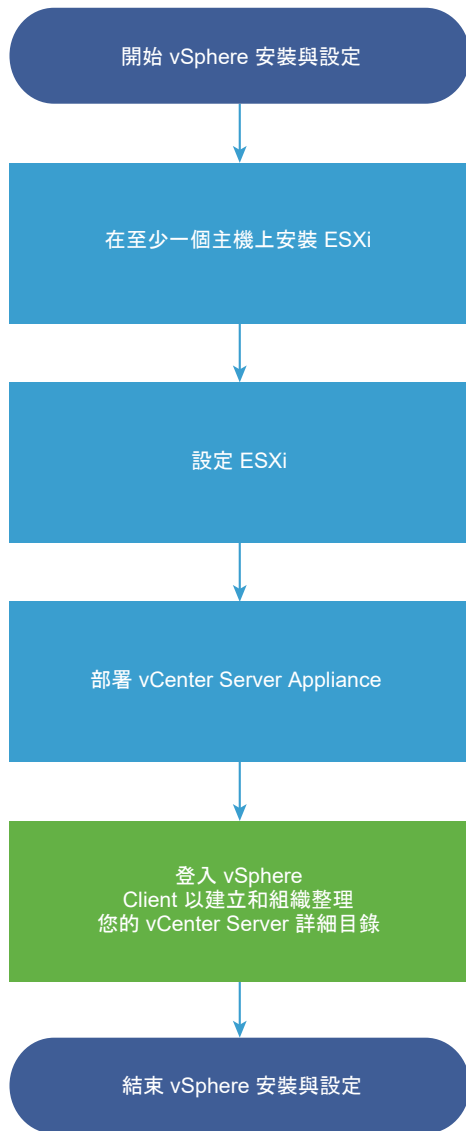 開始 vSphere 安裝與設定
在至少一個主機上安裝 ESXi
設定 ESXi
部署 vCenter Server Appliance
登入 vSphere
Client 以建立和組織整理
您的 vCenter Server 詳細目錄
結束 vSphere 安裝與設定